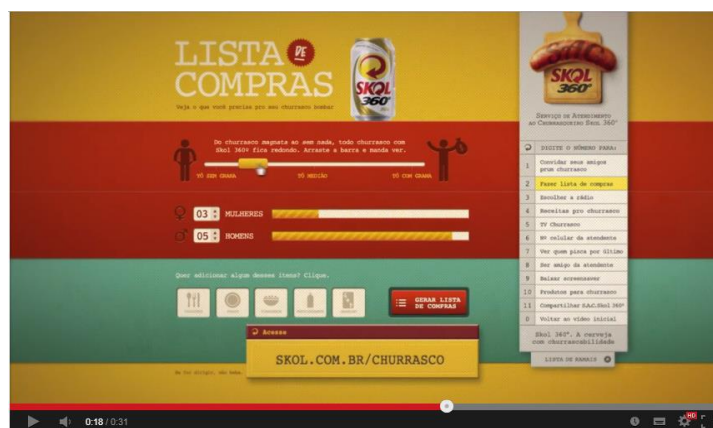 LISTA DE
COMPRAS
Veja o que você precisa pro seu churrasco bombar
SKOL
360°
Do churrasco magnata ao sem nada, todo churrasco com
Skol 360° fica redondo. Arraste a barra e manda ver.
TÔ SEM GRANA
TÔ MEDIÃO
TÔ COM GRANA
03 MULHERES
05 HOMENS
Quer adicionar algum desses itens? Clique.
GERAR LISTA
DE COMPRAS
Acesse
SKOL.COM.BR/CHURRASCO
SAC
SKOL
360°
SERVIÇO DE ATENDIMENTO
AO CHURRASQUEIRO SKOL 360°
DIGITE O NÚMERO PARA:
1 Convidar seus amigos
prum churrasco
2 Fazer lista de compras
3 Escolher a rádio
4 Receitas pro churrasco
5 TV Churrasco
6 Nº celular da atendente
7 Ver quem pisca por último
8 Ser amigo da atendente
9 Baixar screensaver
10 Produtos para churrasco
11 Compartilhar S.A.C. Skol 360°
0 Voltar ao vídeo inicial
Skol 360°. A cerveja
com churrascabilidade
LISTA DE RAMAIS
0:18 / 0:31
HD